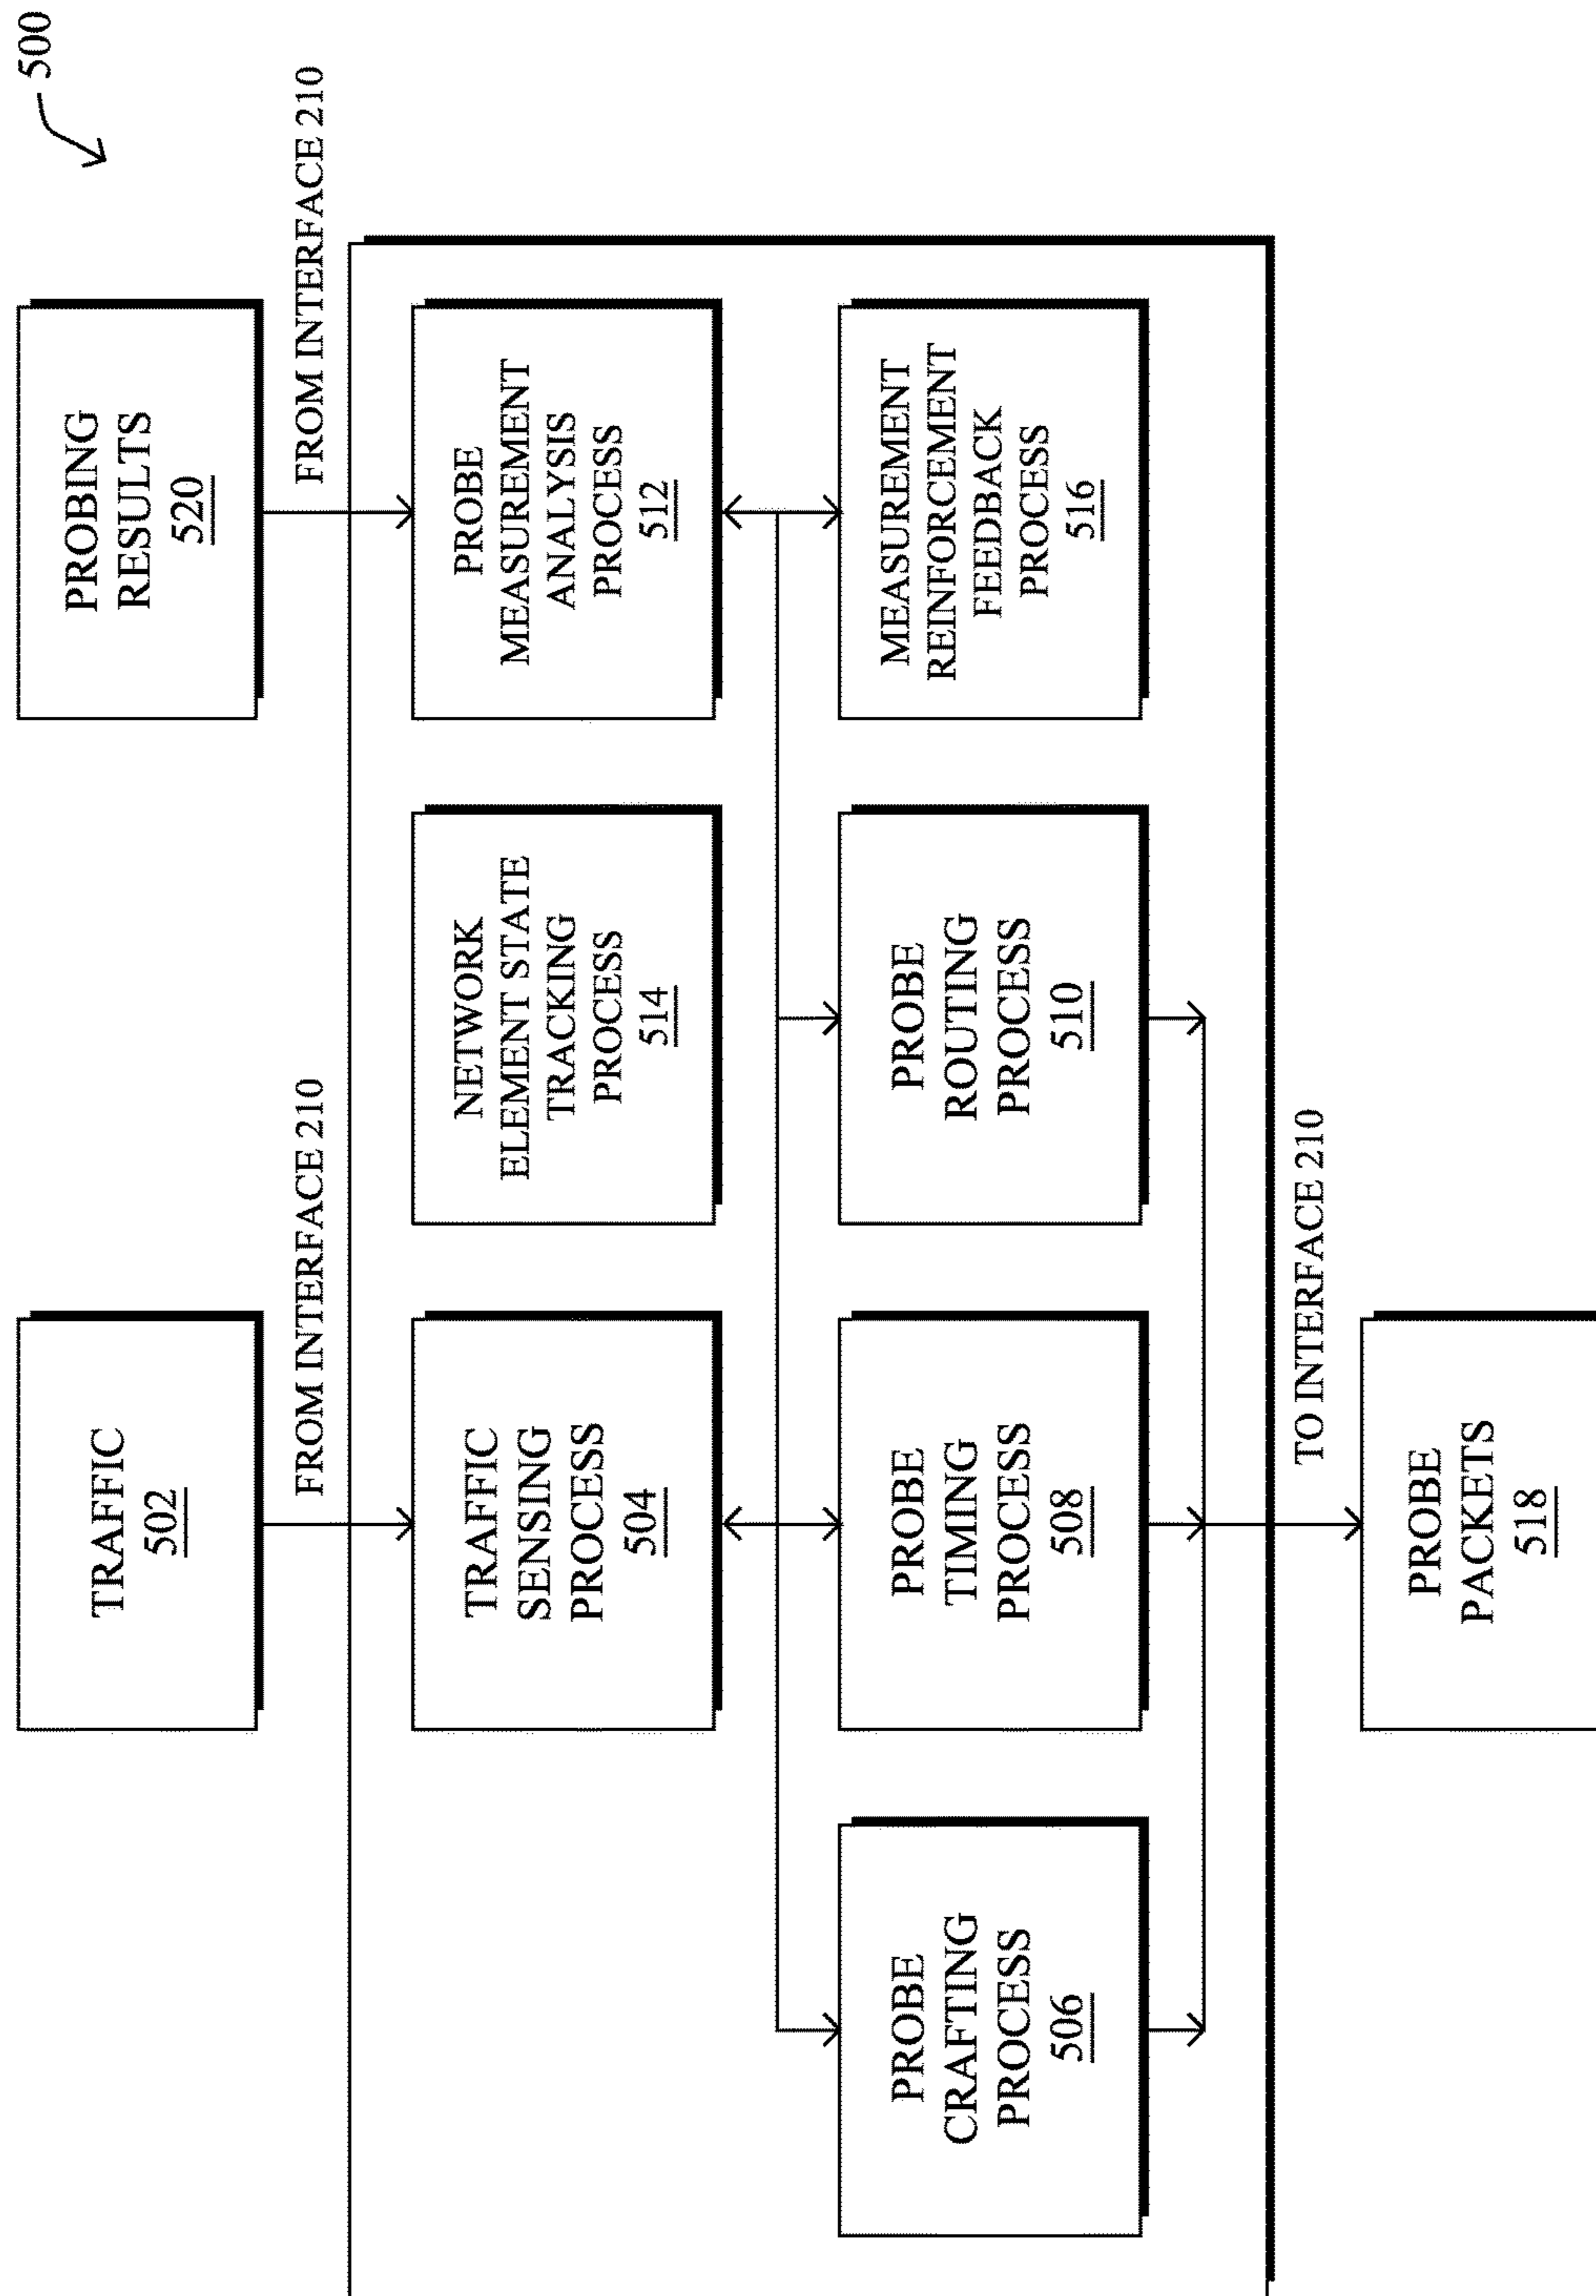 500
TRAFFIC
502
PROBING
RESULTS
520
FROM INTERFACE 210
FROM INTERFACE 210
TRAFFIC
SENSING
PROCESS
504
NETWORK
ELEMENT STATE
TRACKING
PROCESS
514
PROBE
MEASUREMENT
ANALYSIS
PROCESS
512
PROBE
CRAFTING
PROCESS
506
PROBE
TIMING
PROCESS
508
PROBE
ROUTING
PROCESS
510
MEASUREMENT
REINFORCEMENT
FEEDBACK
PROCESS
516
TO INTERFACE 210
PROBE
PACKETS
518